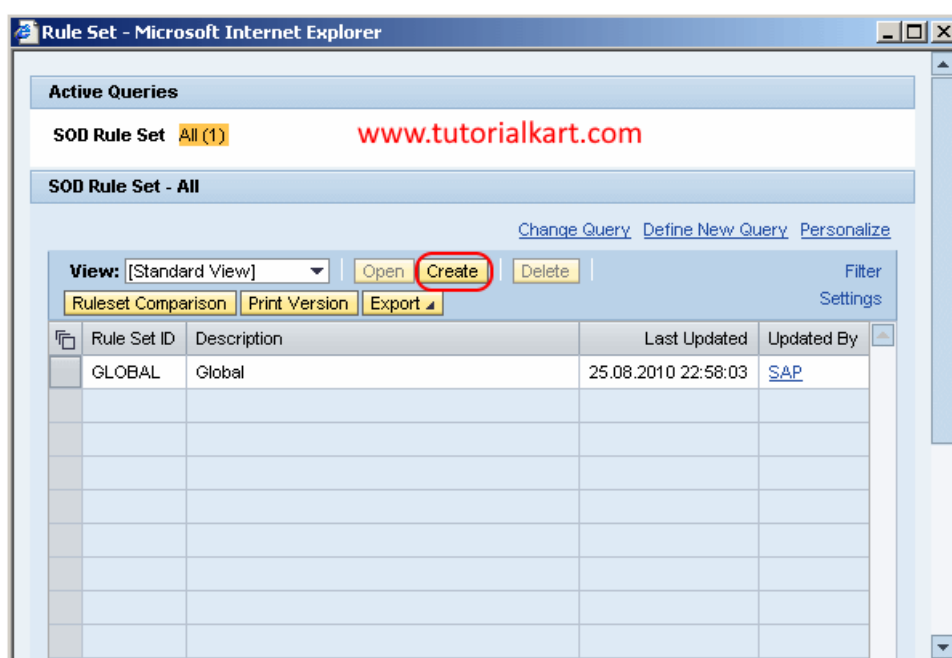 Rule Set - Microsoft Internet Explorer
Active Queries
SOD Rule Set All (1) www.tutorialkart.com
SOD Rule Set - All
Change Query Define New Query Personalize
View: [Standard View] Open Create Delete Filter
Ruleset Comparison Print Version Export Settings
Rule Set ID Description Last Updated Updated By
GLOBAL Global 25.08.2010 22:58:03 SAP